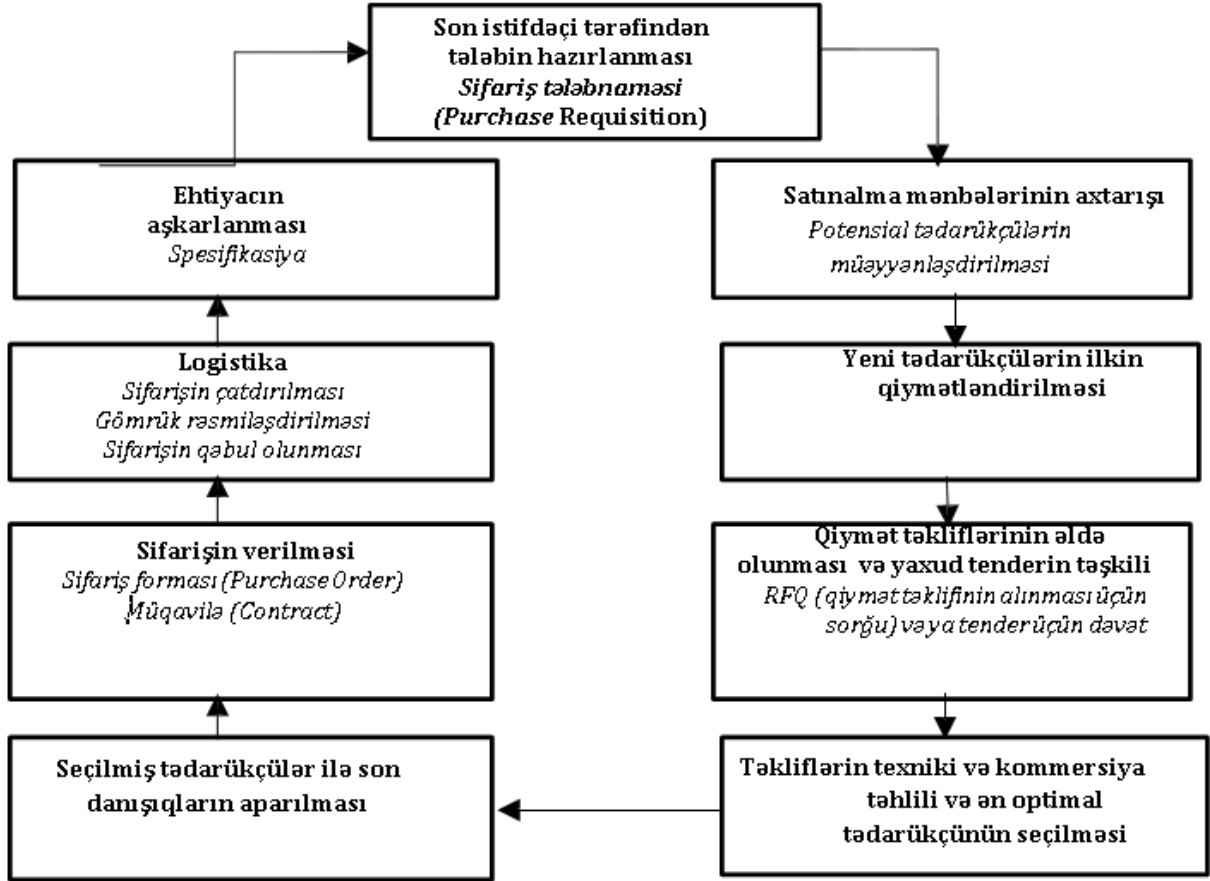 Son istifdəçi tərəfindən
tələbin hazırlanması
Sifariş tələbnaməsi
(Purchase Requisition)
Ehtiyacın
aşkarlanması
Spesifikasiya
Satınalma mənbələrinin axtarışı
Potensial tədarükçülərin
müəyyənləşdirilməsi
Logistika
Sifarişin çatdırılması
Gömrük rəsmiləşdirilməsi
Sifarişin qəbul olunması
Yeni tədarükçülərin ilkin
qiymətləndirilməsi
Sifarişin verilməsi
Sifariş forması (Purchase Order)
Müqavilə (Contract)
Qiymət təkliflərinin əldə
olunması və yaxud tenderin təşkili
RFQ (qiymət təklifinin alınması üçün
sorğu) və ya tender üçün dəvət
Seçilmiş tədarükçülər ilə son
danışıqların aparılması
Təkliflərin texniki və kommersiya
təhlili və ən optimal
tədarükçünün seçilməsi